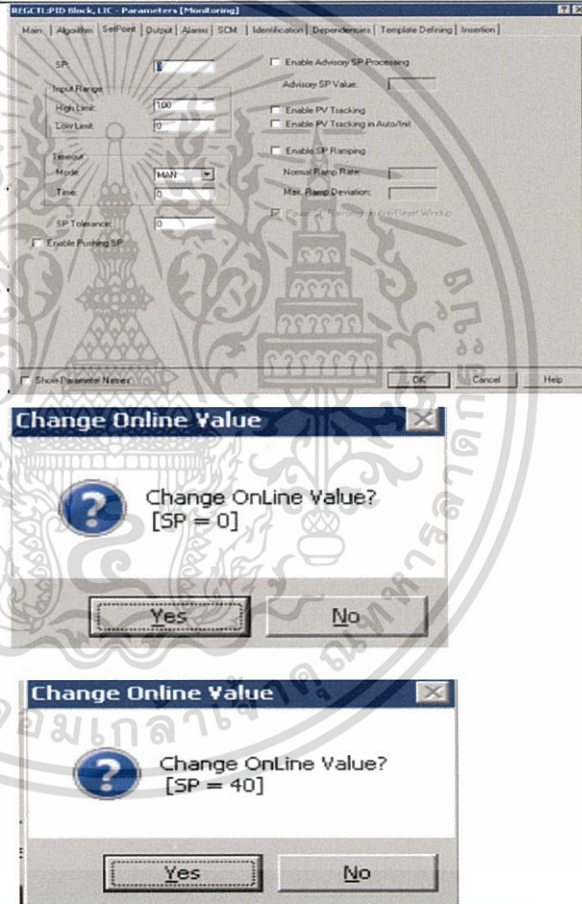 REGCTL:PID Block, LIC - Parameters [Monitoring]
Main Algorithm SetPoint Output Alarms SCM Identification Dependencies Template Defining Insertion
SP:
Enable Advisory SP Processing
Advisory SP Value:
Input Range
High Limit: 100
Enable PV Tracking
Low Limit: 0
Enable PV Tracking in Auto/Init
Timeout
Enable SP Ramping
Mode: MAN
Normal Ramp Rate:
Time: 0
Max. Ramp Deviation:
SP Tolerance: 0
Enable Pushing SP
Show Parameter Names
OK Cancel Help
Change Online Value
Change OnLine Value?
[SP = 0]
Yes No
Change Online Value
Change OnLine Value?
[SP = 40]
Yes No